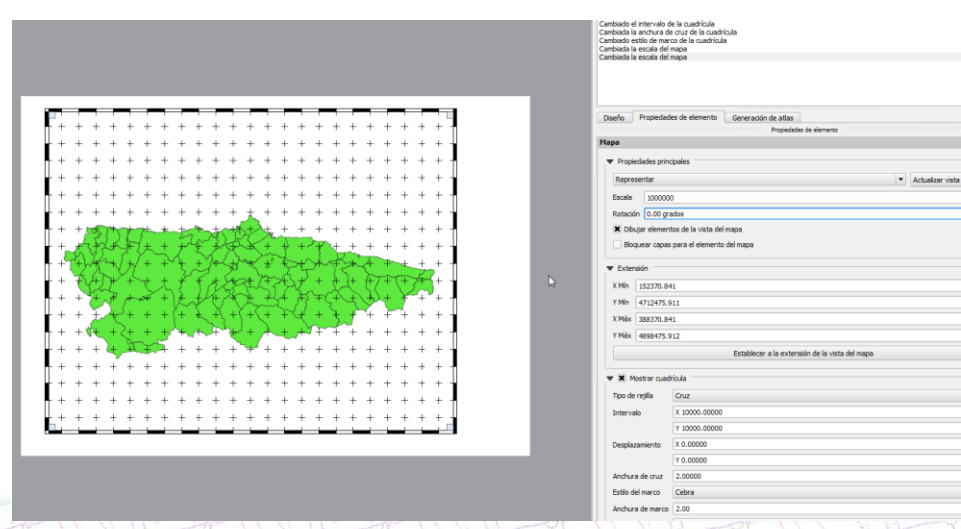 Cambiado el intervalo de la cuadrícula
Cambiada la anchura de cruz de la cuadrícula
Cambiado estilo de marco de la cuadrícula
Cambiada la escala del mapa
Cambiada la escala del mapa
Diseño Propiedades de elemento Generación de atlas
Propiedades de elemento
Mapa
Propiedades principales
Representar Actualizar vista
Escala 1000000
Rotación 0.00 grados
Dibujar elementos de la vista del mapa
Bloquear capas para el elemento del mapa
Extensión
X Mín 152370.841
Y Mín 4712475.911
X Máx 388370.841
Y Máx 4898475.912
Establecer a la extensión de la vista del mapa
Mostrar cuadrícula
Tipo de rejilla Cruz
Intervalo X 10000.00000
Y 10000.00000
Desplazamiento X 0.00000
Y 0.00000
Anchura de cruz 2.00000
Estilo del marco Cebra
Anchura de marco 2.00